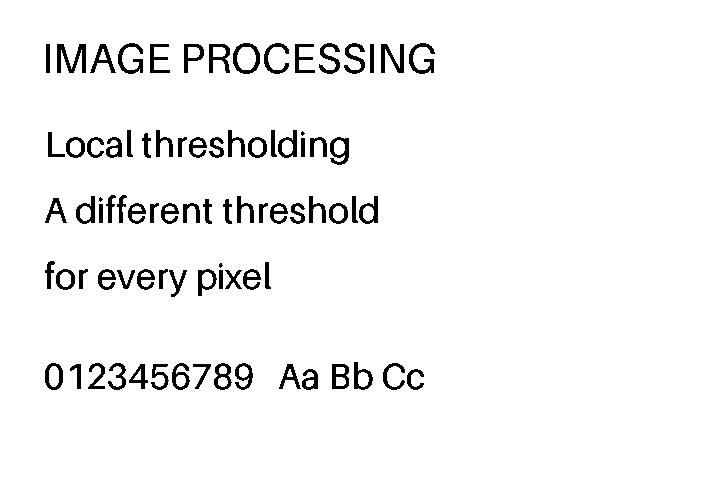 IMAGE PROCESSING
Local thresholding
A different threshold
for every pixel
0123456789 Aa Bb Cc